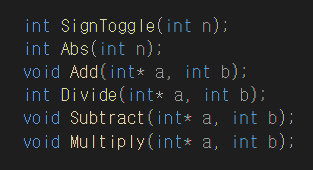 int SignToggle(int n);
int Abs(int n);
void Add(int* a, int b);
int Divide(int* a, int b);
void Subtract(int* a, int b);
void Multiply(int* a, int b);